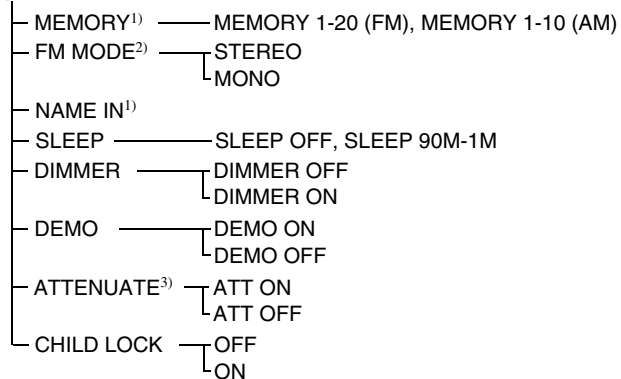 MEMORY1) MEMORY 1-20 (FM), MEMORY 1-10 (AM)
FM MODE2) STEREO
MONO
NAME IN1)
SLEEP SLEEP OFF, SLEEP 90M-1M
DIMMER DIMMER OFF
DIMMER ON
DEMO DEMO ON
DEMO OFF
ATTENUATE3) ATT ON
ATT OFF
CHILD LOCK OFF
ON